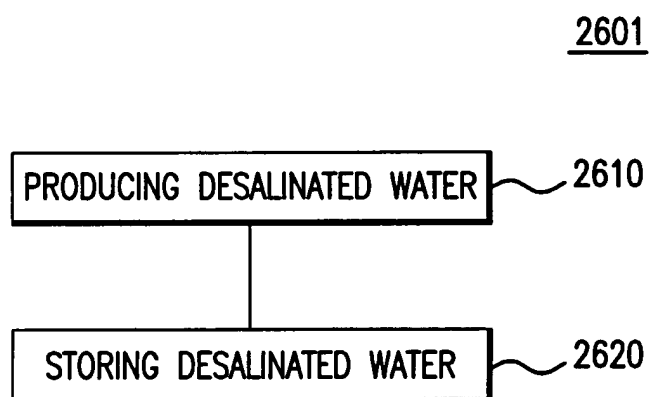 2601
PRODUCING DESALINATED WATER
2610
STORING DESALINATED WATER
2620